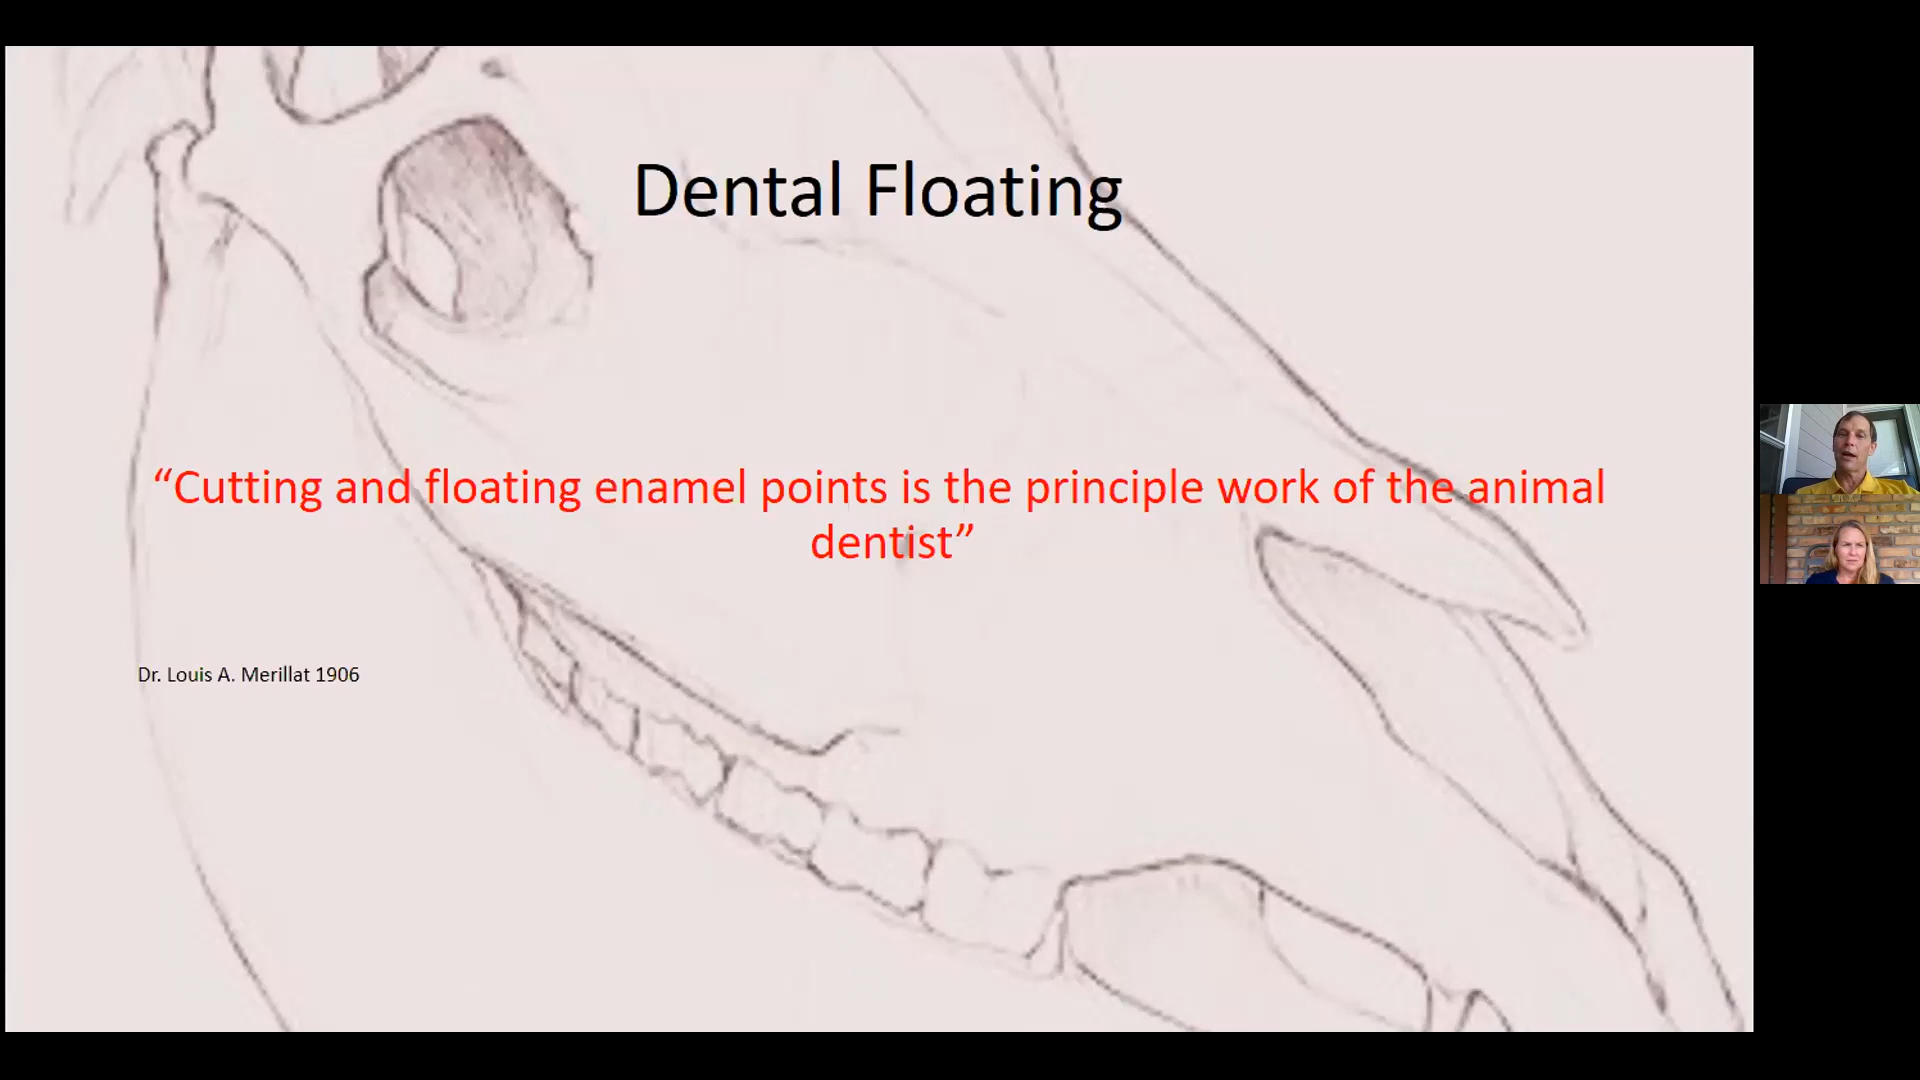 Dental Floating
“Cutting and floating enamel points is the principle work of the animal
dentist”
Dr. Louis A. Merillat 1906